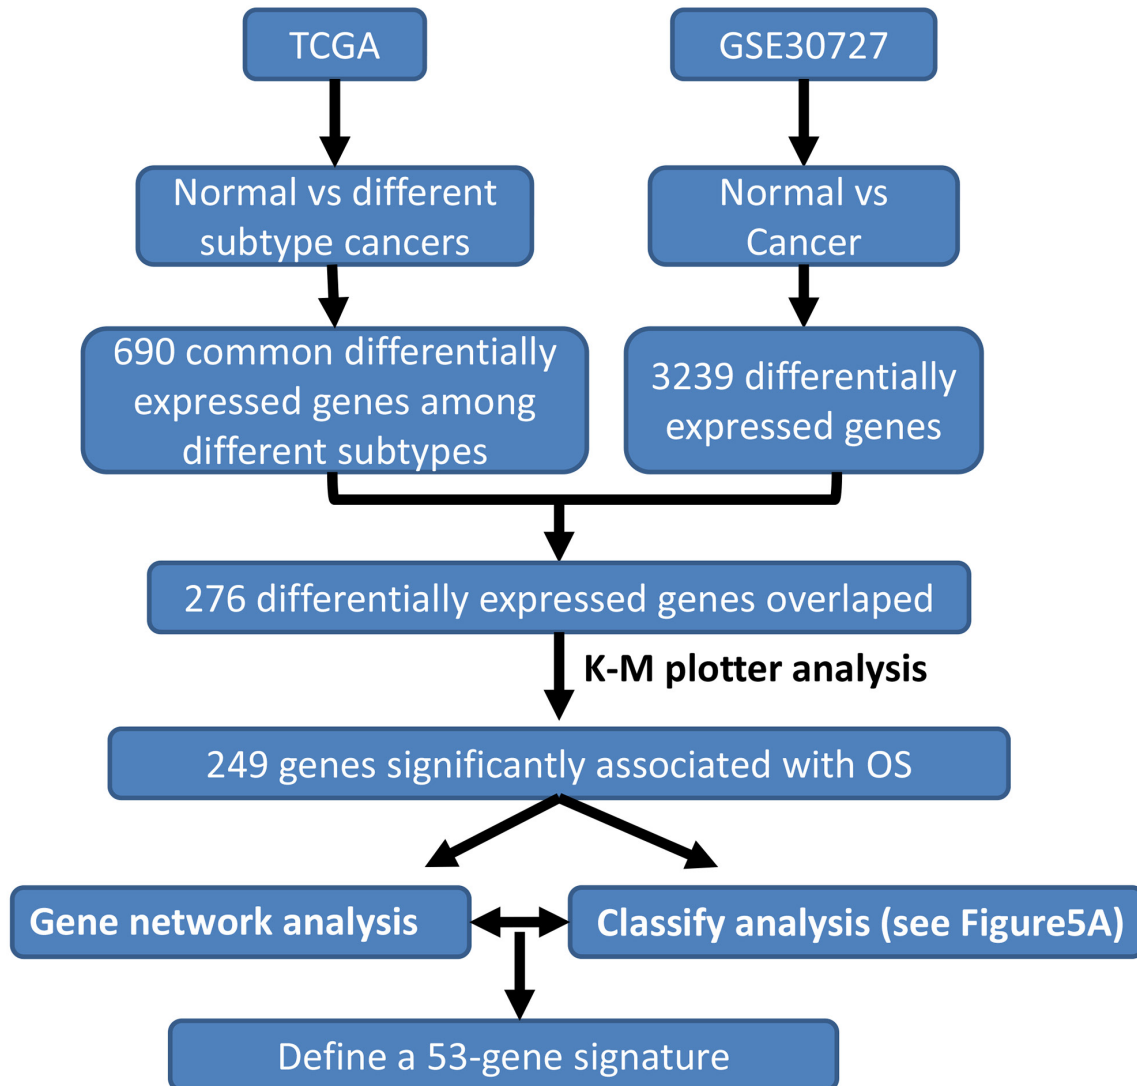 TCGA
GSE30727
Normal vs different
subtype cancers
Normal vs
Cancer
690 common differentially
expressed genes among
different subtypes
3239 differentially
expressed genes
276 differentially expressed genes overlaped
K-M plotter analysis
249 genes significantly associated with OS
Gene network analysis
Classify analysis (see Figure5A)
Define a 53-gene signature